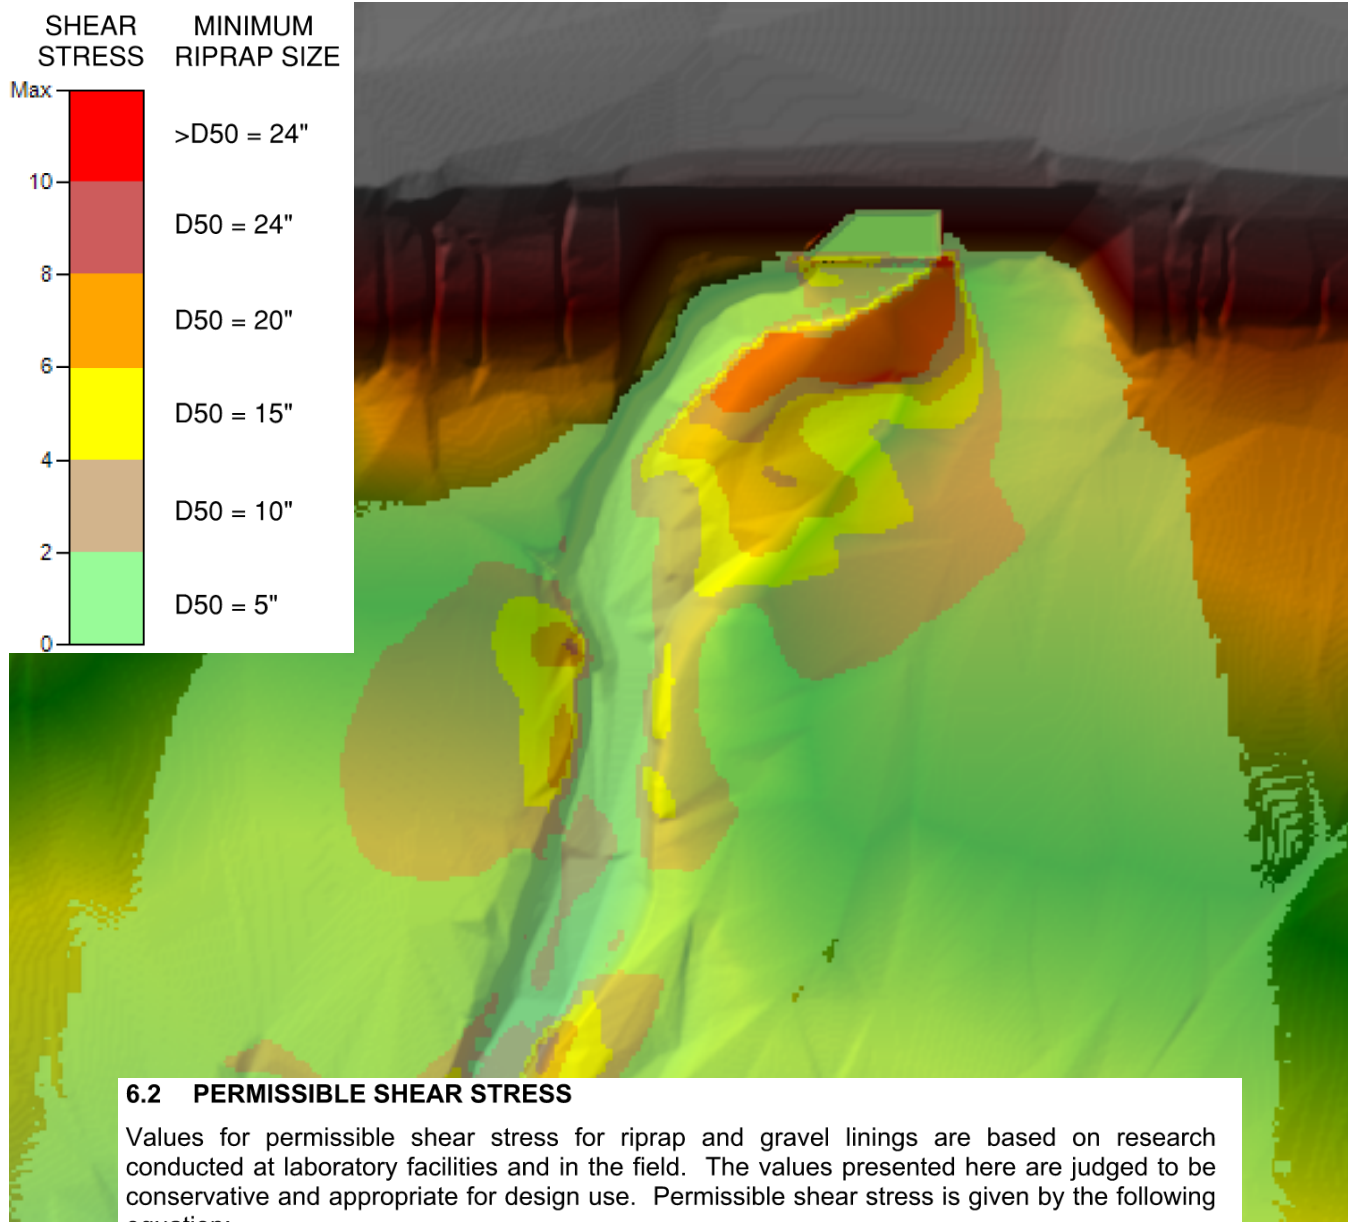 SHEAR STRESS
MINIMUM RIPRAP SIZE
Max
>D50 = 24"
10
D50 = 24"
8
D50 = 20"
6
D50 = 15"
4
D50 = 10"
2
D50 = 5"
0
6.2 PERMISSIBLE SHEAR STRESS
Values for permissible shear stress for riprap and gravel linings are based on research
conducted at laboratory facilities and in the field. The values presented here are judged to be
conservative and appropriate for design use. Permissible shear stress is given by the following